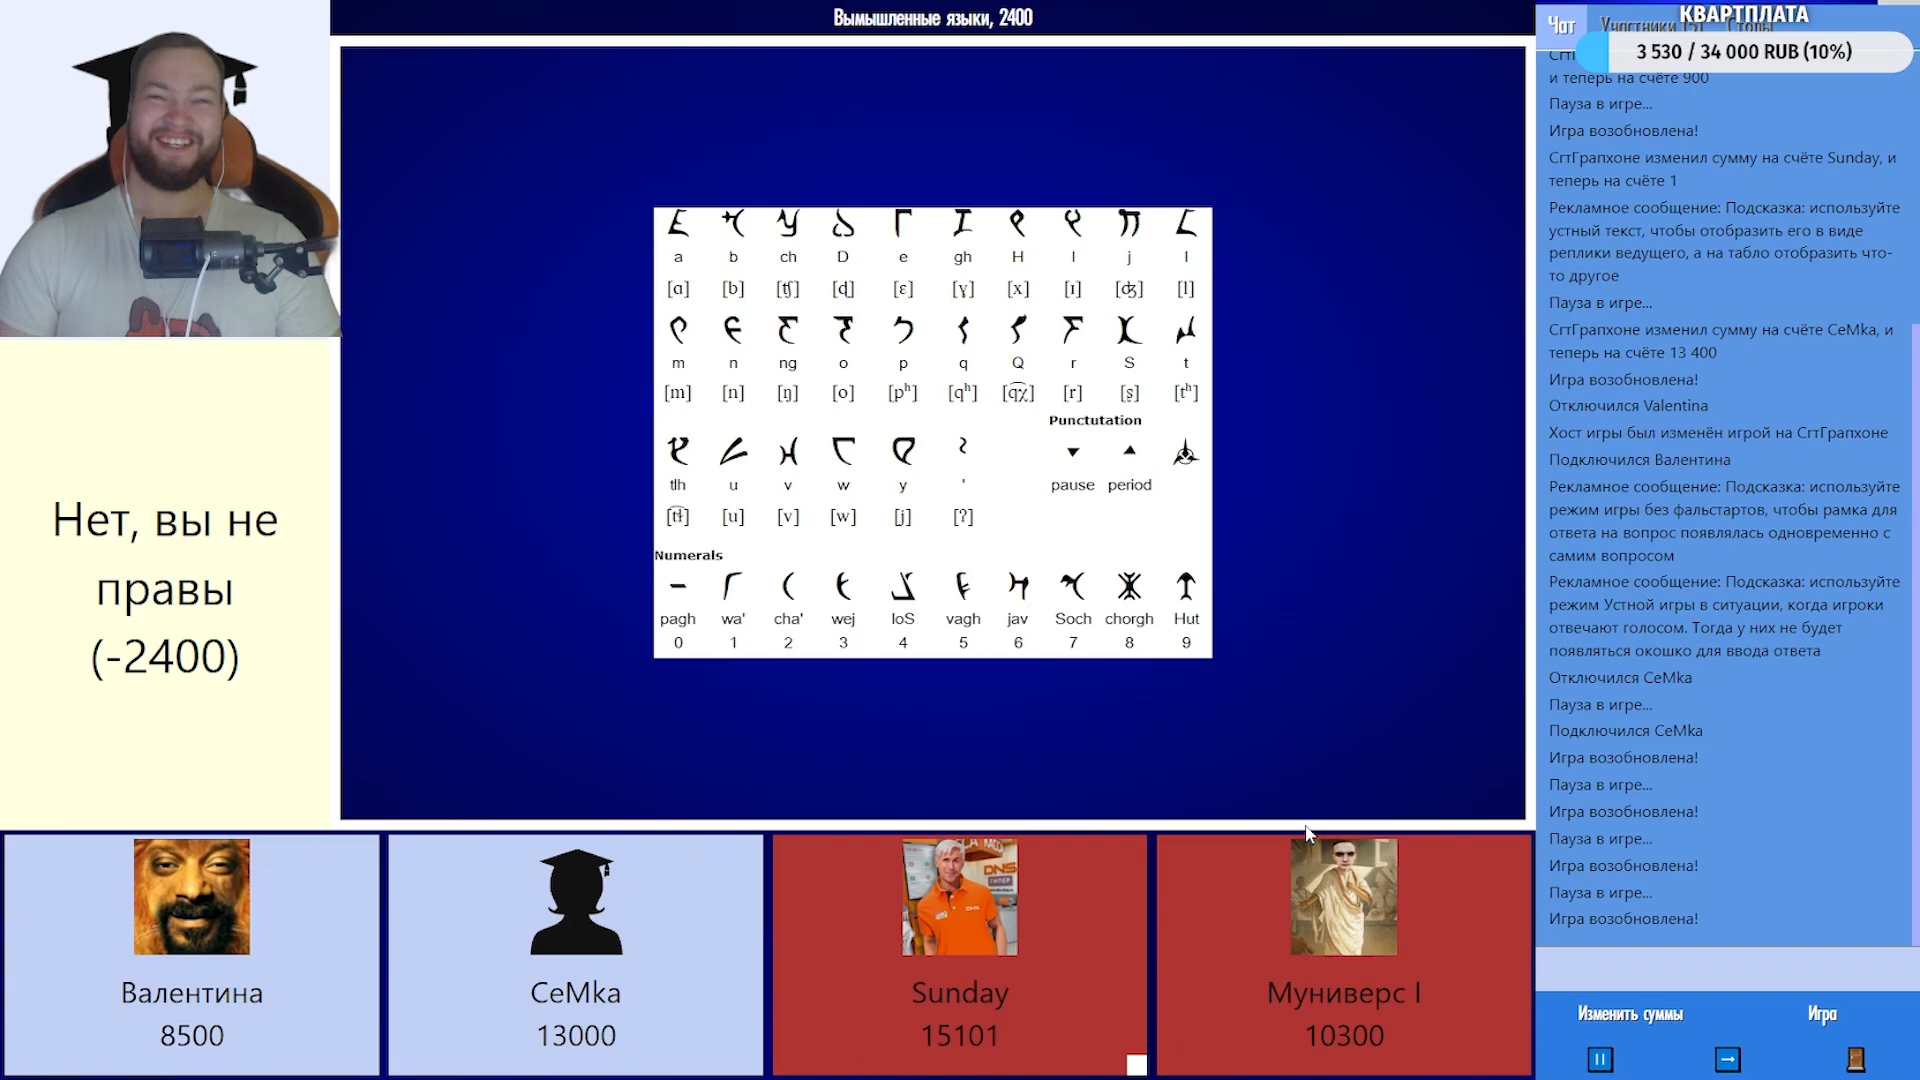 Вымышленные языки, 2400
a b ch D e gh H I j l
[ɑ] [b] [tʃ] [ɖ] [ɛ] [ɣ] [x] [ɪ] [dʒ] [l]
m n ng o p q Q r S t
[m] [n] [ŋ] [o] [pʰ] [qʰ] [q͡χ] [r] [ʂ] [tʰ]
Punctutation
tlh u v w y ' pause period
[t͡ɬ] [u] [v] [w] [j] [ʔ]
Numerals
pagh wa' cha' wej loS vagh jav Soch chorgh Hut
0 1 2 3 4 5 6 7 8 9
Нет, вы не
правы
(-2400)
Валентина
8500
СеМка
13000
Sunday
15101
Муниверс I
10300
КВАРТПЛАТА
Чат
3 530 / 34 000 RUB (10%)
и теперь на счёте 900
Пауза в игре...
Игра возобновлена!
СгтГрапхоне изменил сумму на счёте Sunday, и
теперь на счёте 1
Рекламное сообщение: Подсказка: используйте
устный текст, чтобы отобразить его в виде
реплики ведущего, а на табло отобразить что-
то другое
Пауза в игре...
СгтГрапхоне изменил сумму на счёте СеМка, и
теперь на счёте 13 400
Игра возобновлена!
Отключился Valentina
Хост игры был изменён игрой на СгтГрапхоне
Подключился Валентина
Рекламное сообщение: Подсказка: используйте
режим игры без фальстартов, чтобы рамка для
ответа на вопрос появлялась одновременно с
самим вопросом
Рекламное сообщение: Подсказка: используйте
режим Устной игры в ситуации, когда игроки
отвечают голосом. Тогда у них не будет
появляться окошко для ввода ответа
Отключился СеМка
Пауза в игре...
Подключился СеМка
Игра возобновлена!
Пауза в игре...
Игра возобновлена!
Пауза в игре...
Игра возобновлена!
Пауза в игре...
Игра возобновлена!
Изменить суммы
Игра